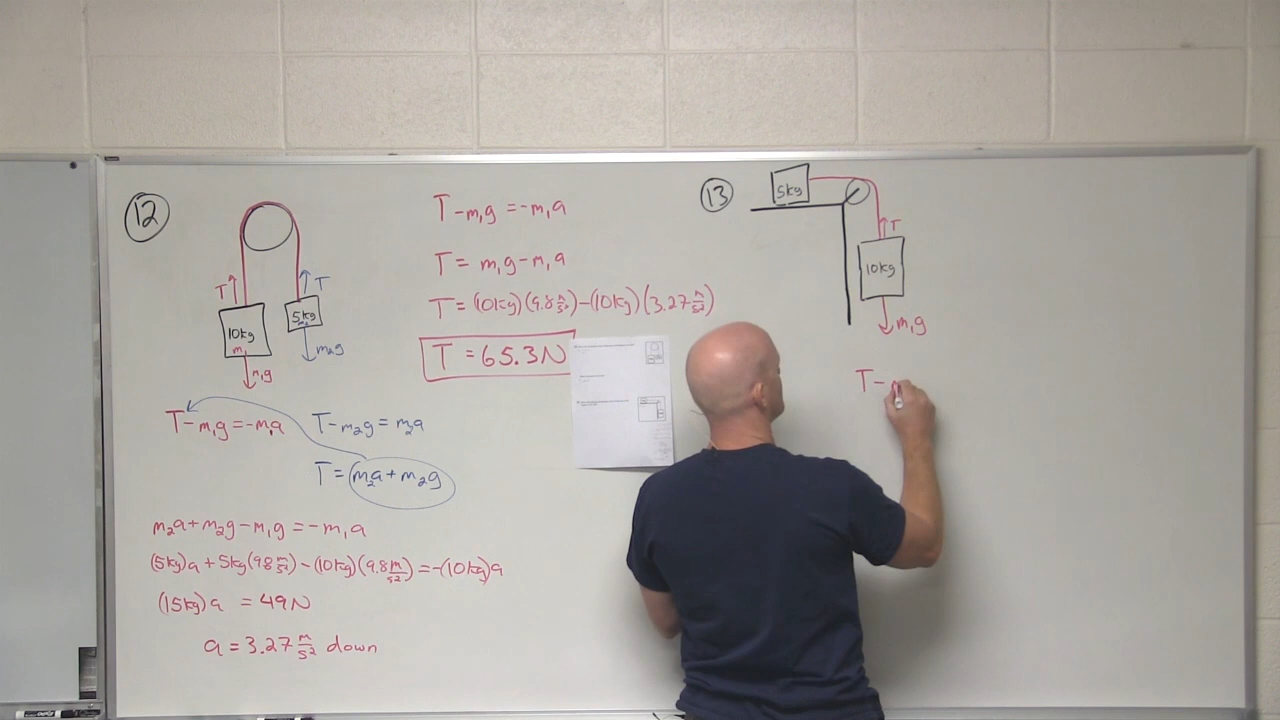 12
T
T
10kg
m₁
5kg
m₂
m₁g
m₂g
T-m₁g=-m₁a
T-m₂g=m₂a
T=m₂a+m₂g
m₂a+m₂g-m₁g=-m₁a
(5kg)a+5kg(9.8 m/s²)-(10kg)(9.8 m/s²)=-(10kg)a
(15kg)a = 49N
a = 3.27 m/s² down
T-m₁g=-m₁a
T= m₁g-m₁a
T=(10kg)(9.8 m/s²)-(10kg)(3.27 m/s²)
T=65.3N
13
5kg
T
10kg
m₁g
T-